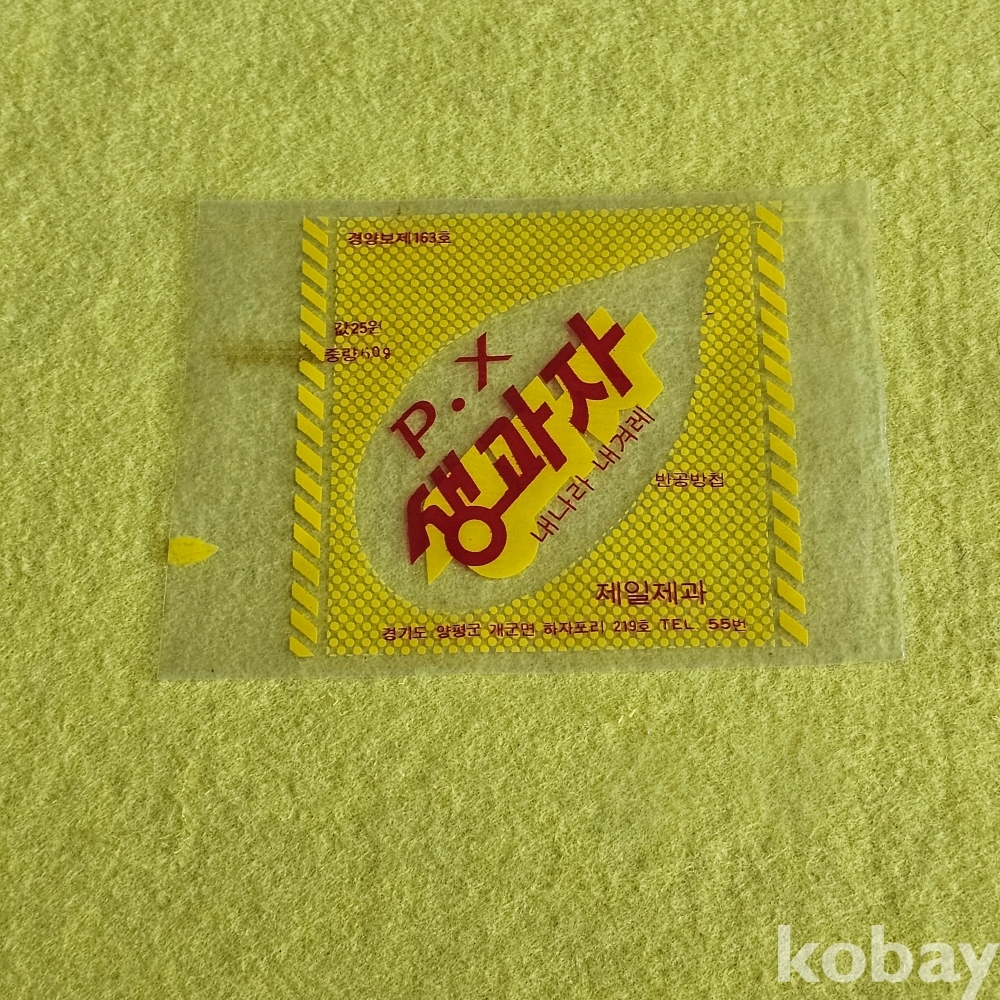 경양보제163호
값25원
중량60g
P.X
생과자
내나라 내겨레
반공방첩
제일제과
경기도 양평군 개군면 하자포리 219호 TEL 55번
kobay